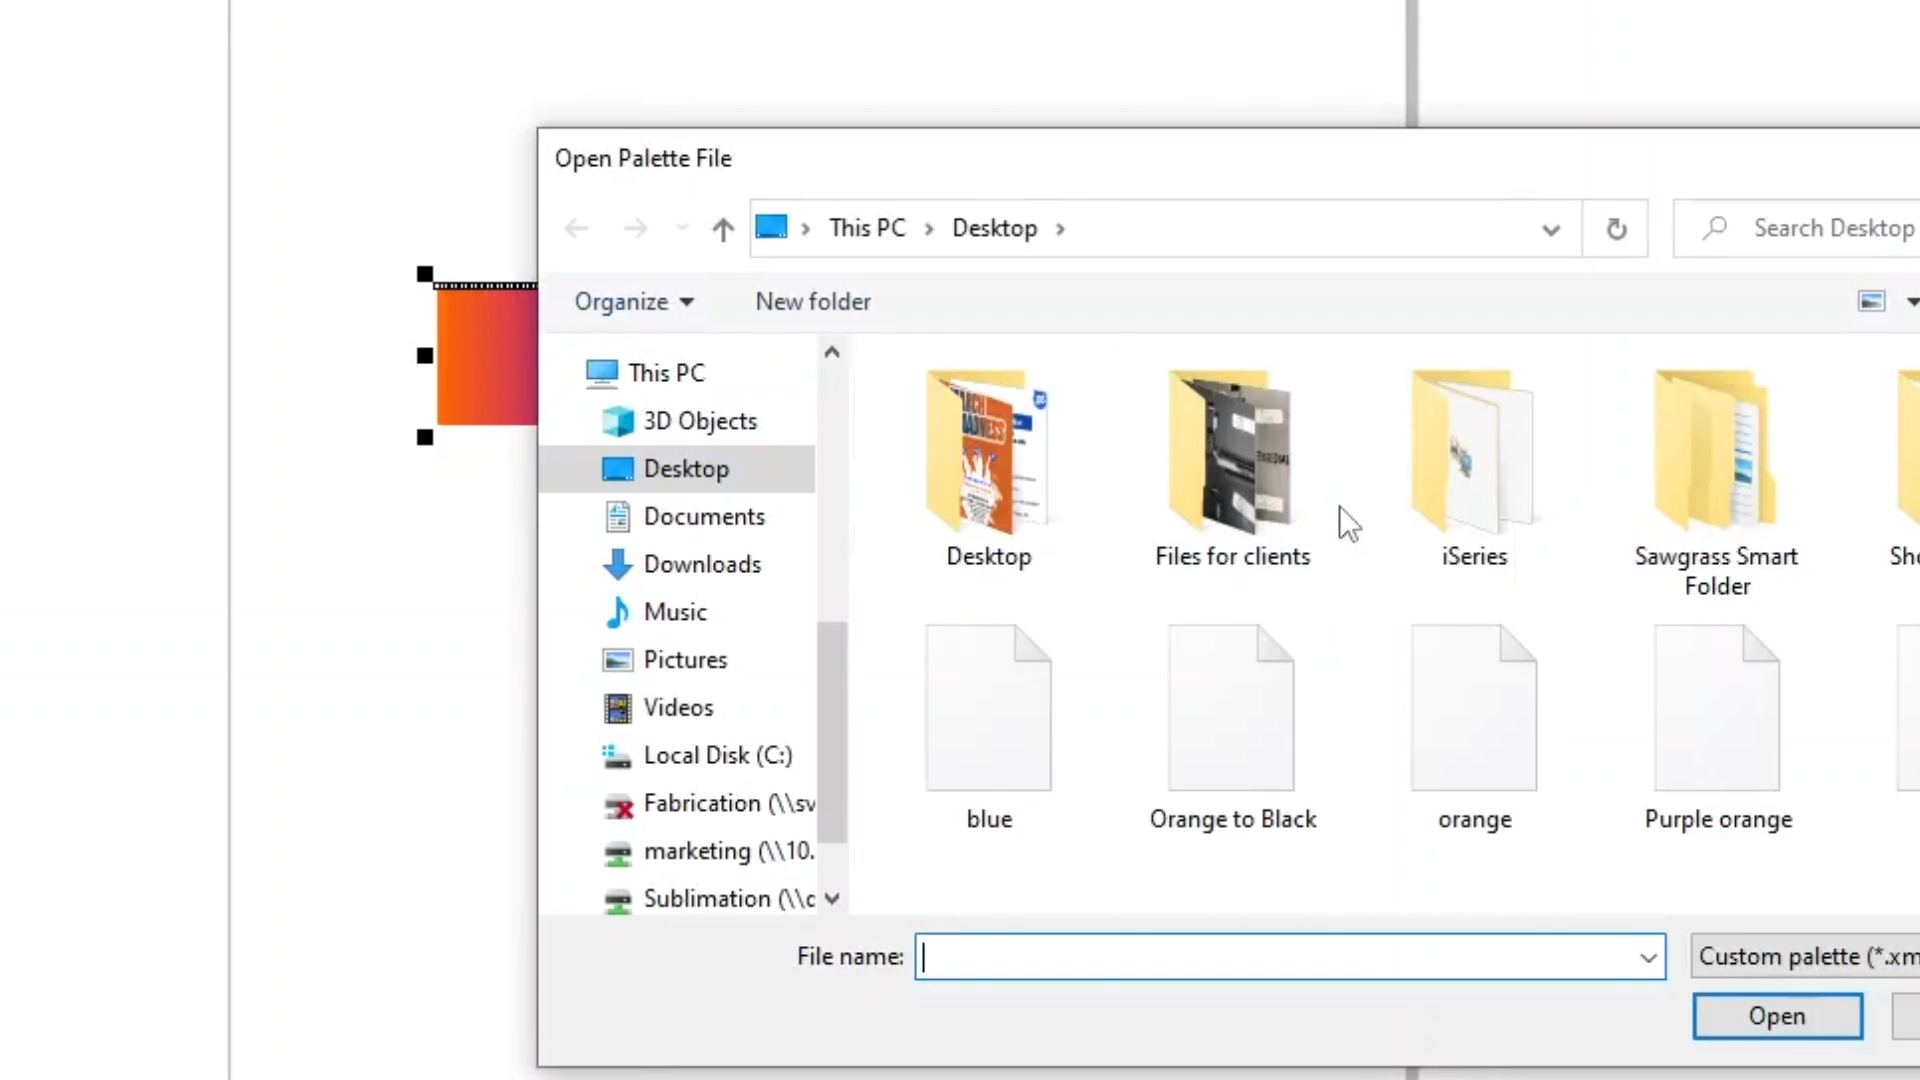 Open Palette File
This PC
Desktop
Search Desktop
Organize
New folder
This PC
3D Objects
Desktop
Documents
Downloads
Music
Pictures
Videos
Local Disk (C:)
Fabrication (\\sv
marketing (\\10.
Sublimation (\\c
Desktop
Files for clients
iSeries
Sawgrass Smart
Folder
blue
Orange to Black
orange
Purple orange
File name:
Custom palette (*.xm
Open